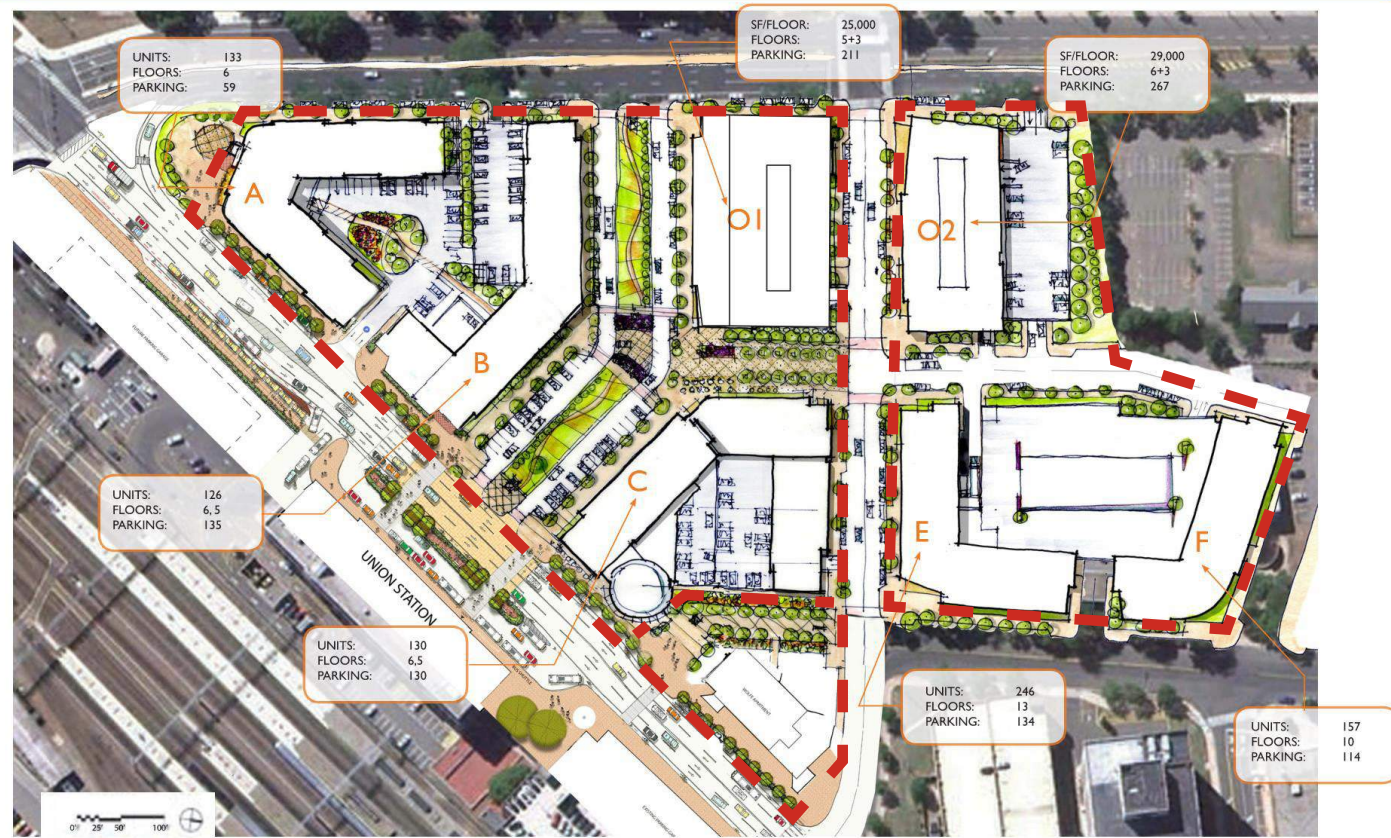 SF/FLOOR: 25,000
FLOORS: 5+3
PARKING: 211
UNITS: 133
FLOORS: 6
PARKING: 59
SF/FLOOR: 29,000
FLOORS: 6+3
PARKING: 267
A
O1
O2
B
C
E
F
FUTURE PARKING GARAGE
UNITS: 126
FLOORS: 6, 5
PARKING: 135
UNION STATION
UNITS: 130
FLOORS: 6,5
PARKING: 130
UNITS: 246
FLOORS: 13
PARKING: 134
UNITS: 157
FLOORS: 10
PARKING: 114
0' 25' 50' 100'